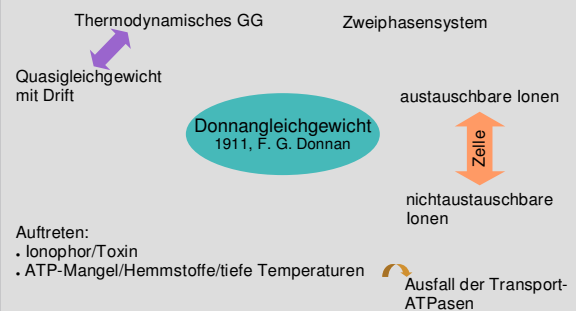 Thermodynamisches GG
Zweiphasensystem
Quasigleichgewicht
mit Drift
austauschbare Ionen
Donnangleichgewicht
1911, F. G. Donnan
Zelle
nichtaustauschbare
Ionen
Auftreten:
. Ionophor/Toxin
. ATP-Mangel/Hemmstoffe/tiefe Temperaturen
Ausfall der Transport-
ATPasen